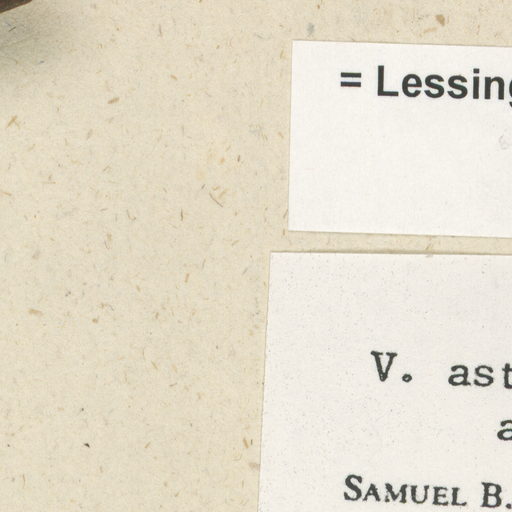 = Lessing
V. ast
a
SAMUEL B.